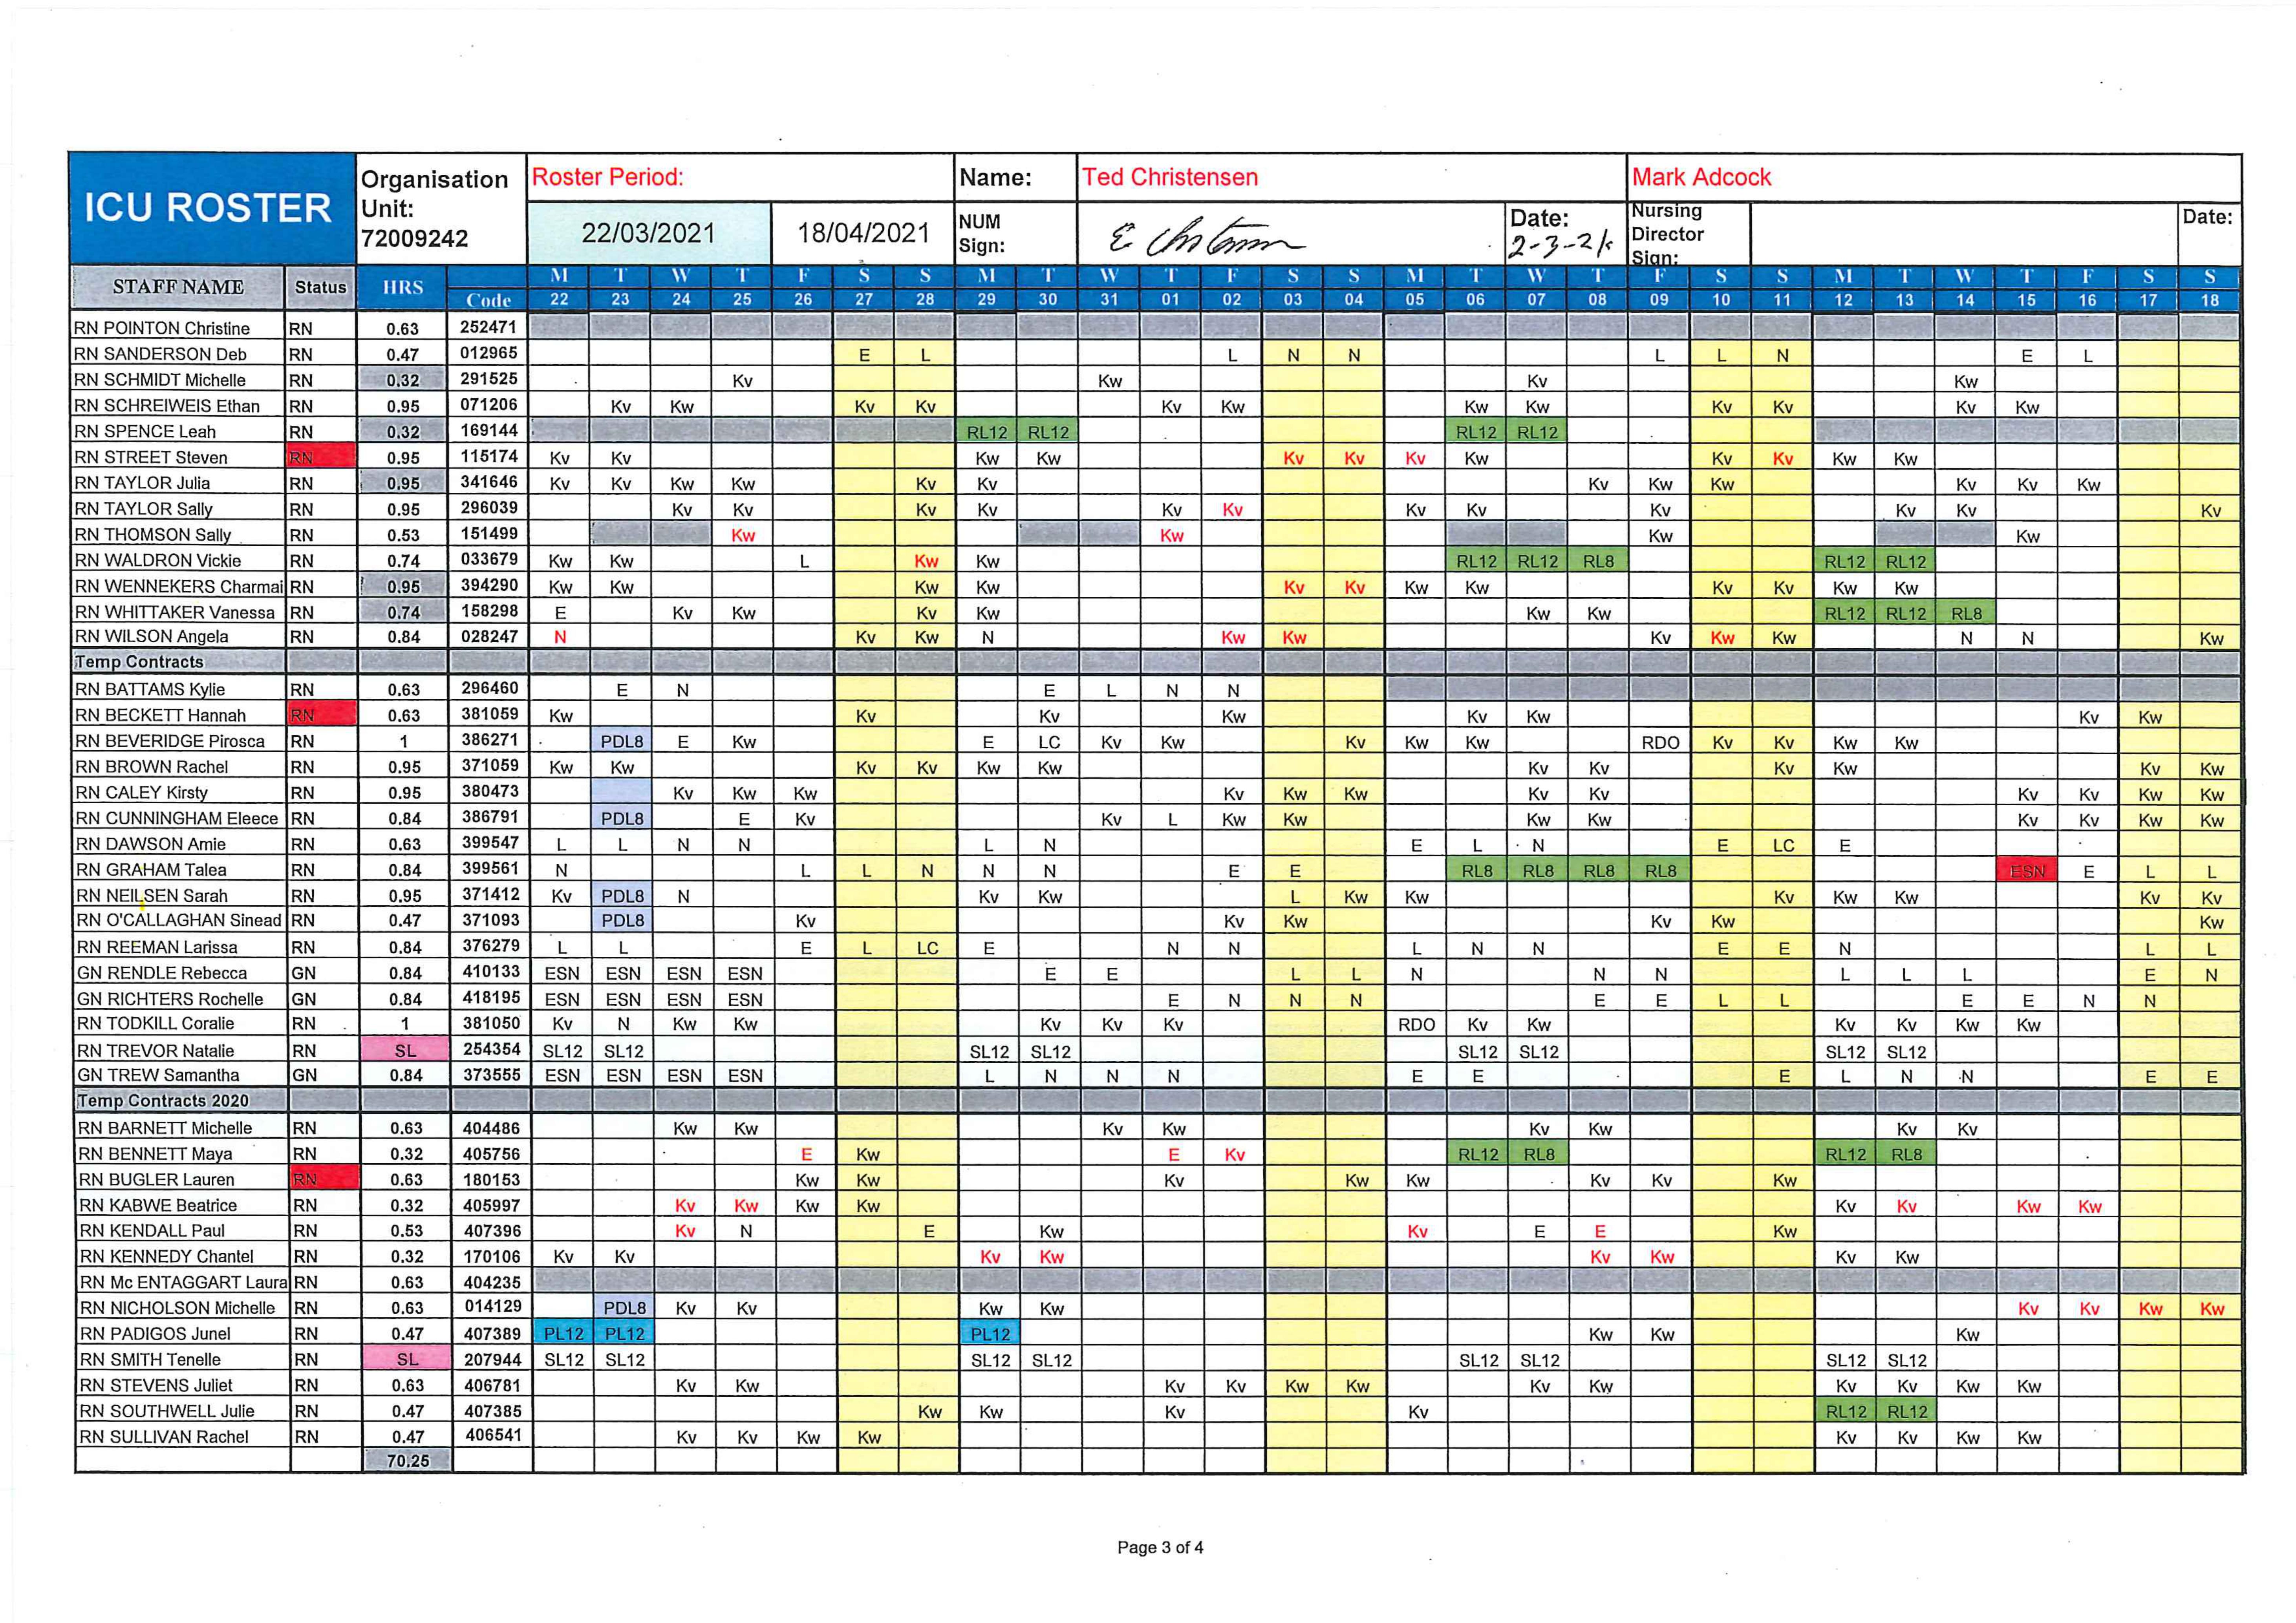 ICU ROSTER
Organisation Unit: 72009242
Roster Period:
22/03/2021 18/04/2021
Name: Ted Christensen Mark Adcock
NUM Sign: Date: 2-3-21 Nursing Director Sign: Date:
STAFF NAME Status HRS Code M T W T F S S M T W T F S S M T W T F S S M T W T F S S
22 23 24 25 26 27 28 29 30 31 01 02 03 04 05 06 07 08 09 10 11 12 13 14 15 16 17 18
RN POINTON Christine RN 0.63 252471
RN SANDERSON Deb RN 0.47 012965 E L L N N L L N E L
RN SCHMIDT Michelle RN 0.32 291525 Kv Kw Kv Kw
RN SCHREIWEIS Ethan RN 0.95 071206 Kv Kw Kv Kv Kv Kw Kw Kw Kv Kv Kv Kw
RN SPENCE Leah RN 0.32 169144 RL12 RL12 RL12 RL12
RN STREET Steven RN 0.95 115174 Kv Kv Kw Kw Kv Kv Kv Kw Kv Kv Kw Kw
RN TAYLOR Julia RN 0.95 341646 Kv Kv Kw Kw Kv Kv Kv Kw Kw Kv Kv Kw
RN TAYLOR Sally RN 0.95 296039 Kv Kv Kv Kv Kv Kv Kv Kv Kv Kv Kv Kv
RN THOMSON Sally RN 0.53 151499 Kw Kw Kw Kw
RN WALDRON Vickie RN 0.74 033679 Kw Kw L Kw Kw RL12 RL12 RL8 RL12 RL12
RN WENNEKERS Charmai RN 0.95 394290 Kw Kw Kw Kw Kv Kv Kw Kw Kv Kv Kw Kw
RN WHITTAKER Vanessa RN 0.74 158298 E Kv Kw Kv Kw Kw Kw RL12 RL12 RL8
RN WILSON Angela RN 0.84 028247 N Kv Kw N Kw Kw Kv Kw Kw N N Kw
Temp Contracts
RN BATTAMS Kylie RN 0.63 296460 E N E L N N
RN BECKETT Hannah RN 0.63 381059 Kw Kv Kv Kw Kv Kw Kv Kw
RN BEVERIDGE Pirosca RN 1 386271 PDL8 E Kw E LC Kv Kw Kv Kw Kw RDO Kv Kv Kw Kw
RN BROWN Rachel RN 0.95 371059 Kw Kw Kv Kv Kw Kw Kv Kv Kv Kw Kv Kw
RN CALEY Kirsty RN 0.95 380473 Kv Kw Kw Kv Kw Kw Kv Kv Kv Kv Kw Kw
RN CUNNINGHAM Eleece RN 0.84 386791 PDL8 E Kv Kv L Kw Kw Kw Kw Kv Kv Kw Kw
RN DAWSON Amie RN 0.63 399547 L L N N L N E L N E LC E
RN GRAHAM Talea RN 0.84 399561 N L L N N N E E RL8 RL8 RL8 RL8 ESN E L L
RN NEILSEN Sarah RN 0.95 371412 Kv PDL8 N Kv Kw L Kw Kw Kv Kw Kw Kv Kv
RN O'CALLAGHAN Sinead RN 0.47 371093 PDL8 Kv Kv Kw Kv Kw Kw
RN REEMAN Larissa RN 0.84 376279 L L E L LC E N N L N N E E N L L
GN RENDLE Rebecca GN 0.84 410133 ESN ESN ESN ESN E E L L N N N L L L E N
GN RICHTERS Rochelle GN 0.84 418195 ESN ESN ESN ESN E N N N E E L L E E N N
RN TODKILL Coralie RN 1 381050 Kv N Kw Kw Kv Kv Kv RDO Kv Kw Kv Kv Kw Kw
RN TREVOR Natalie RN SL 254354 SL12 SL12 SL12 SL12 SL12 SL12 SL12 SL12
GN TREW Samantha GN 0.84 373555 ESN ESN ESN ESN L N N N E E E L N N E E
Temp Contracts 2020
RN BARNETT Michelle RN 0.63 404486 Kw Kw Kv Kw Kv Kw Kv Kv
RN BENNETT Maya RN 0.32 405756 E Kw E Kv RL12 RL8 RL12 RL8
RN BUGLER Lauren RN 0.63 180153 Kw Kw Kv Kw Kw Kv Kv Kw
RN KABWE Beatrice RN 0.32 405997 Kv Kw Kw Kw Kv Kv Kw Kw
RN KENDALL Paul RN 0.53 407396 Kv N E Kw Kv E E Kw
RN KENNEDY Chantel RN 0.32 170106 Kv Kv Kv Kw Kv Kw Kv Kw
RN Mc ENTAGGART Laura RN 0.63 404235
RN NICHOLSON Michelle RN 0.63 014129 PDL8 Kv Kv Kw Kw Kv Kv Kw Kw
RN PADIGOS Junel RN 0.47 407389 PL12 PL12 PL12 Kw Kw Kw
RN SMITH Tenelle RN SL 207944 SL12 SL12 SL12 SL12 SL12 SL12 SL12 SL12
RN STEVENS Juliet RN 0.63 406781 Kv Kw Kv Kv Kw Kw Kv Kw Kv Kv Kw Kw
RN SOUTHWELL Julie RN 0.47 407385 Kw Kw Kv Kv RL12 RL12
RN SULLIVAN Rachel RN 0.47 406541 Kv Kv Kw Kw Kv Kv Kw Kw
70.25
Page 3 of 4